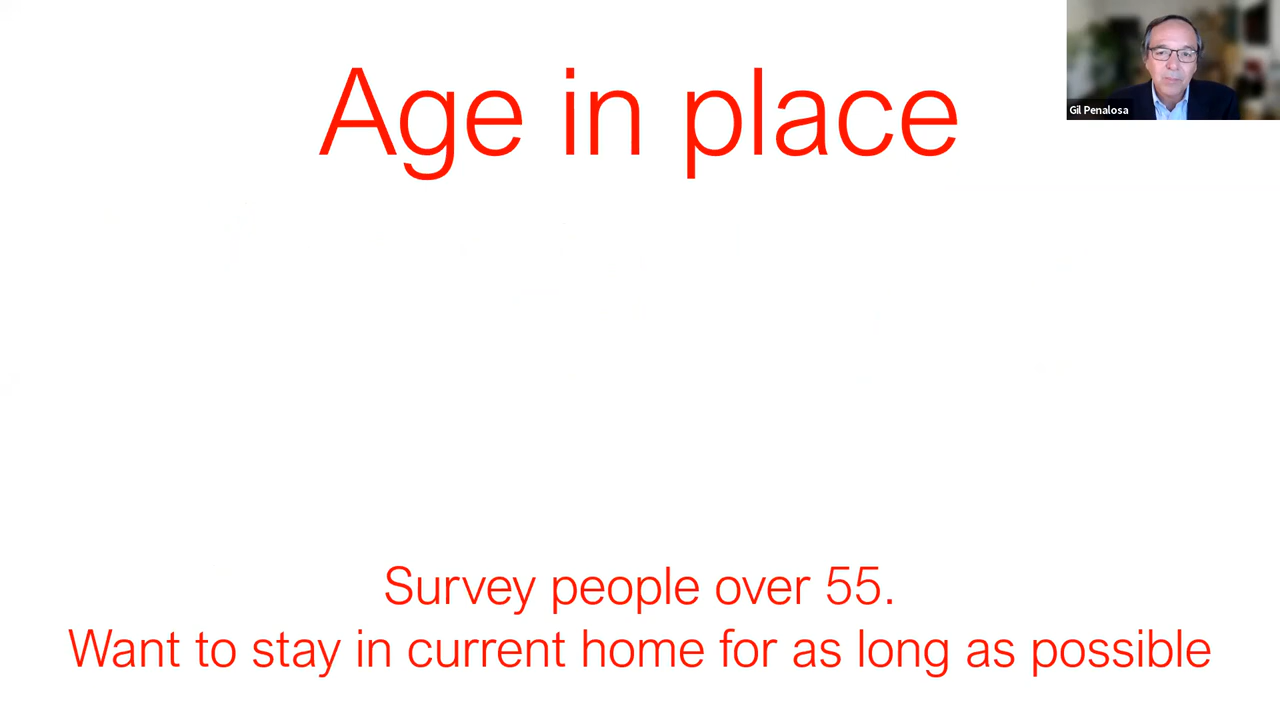 Age in place
Gil Penalosa
Survey people over 55.
Want to stay in current home for as long as possible